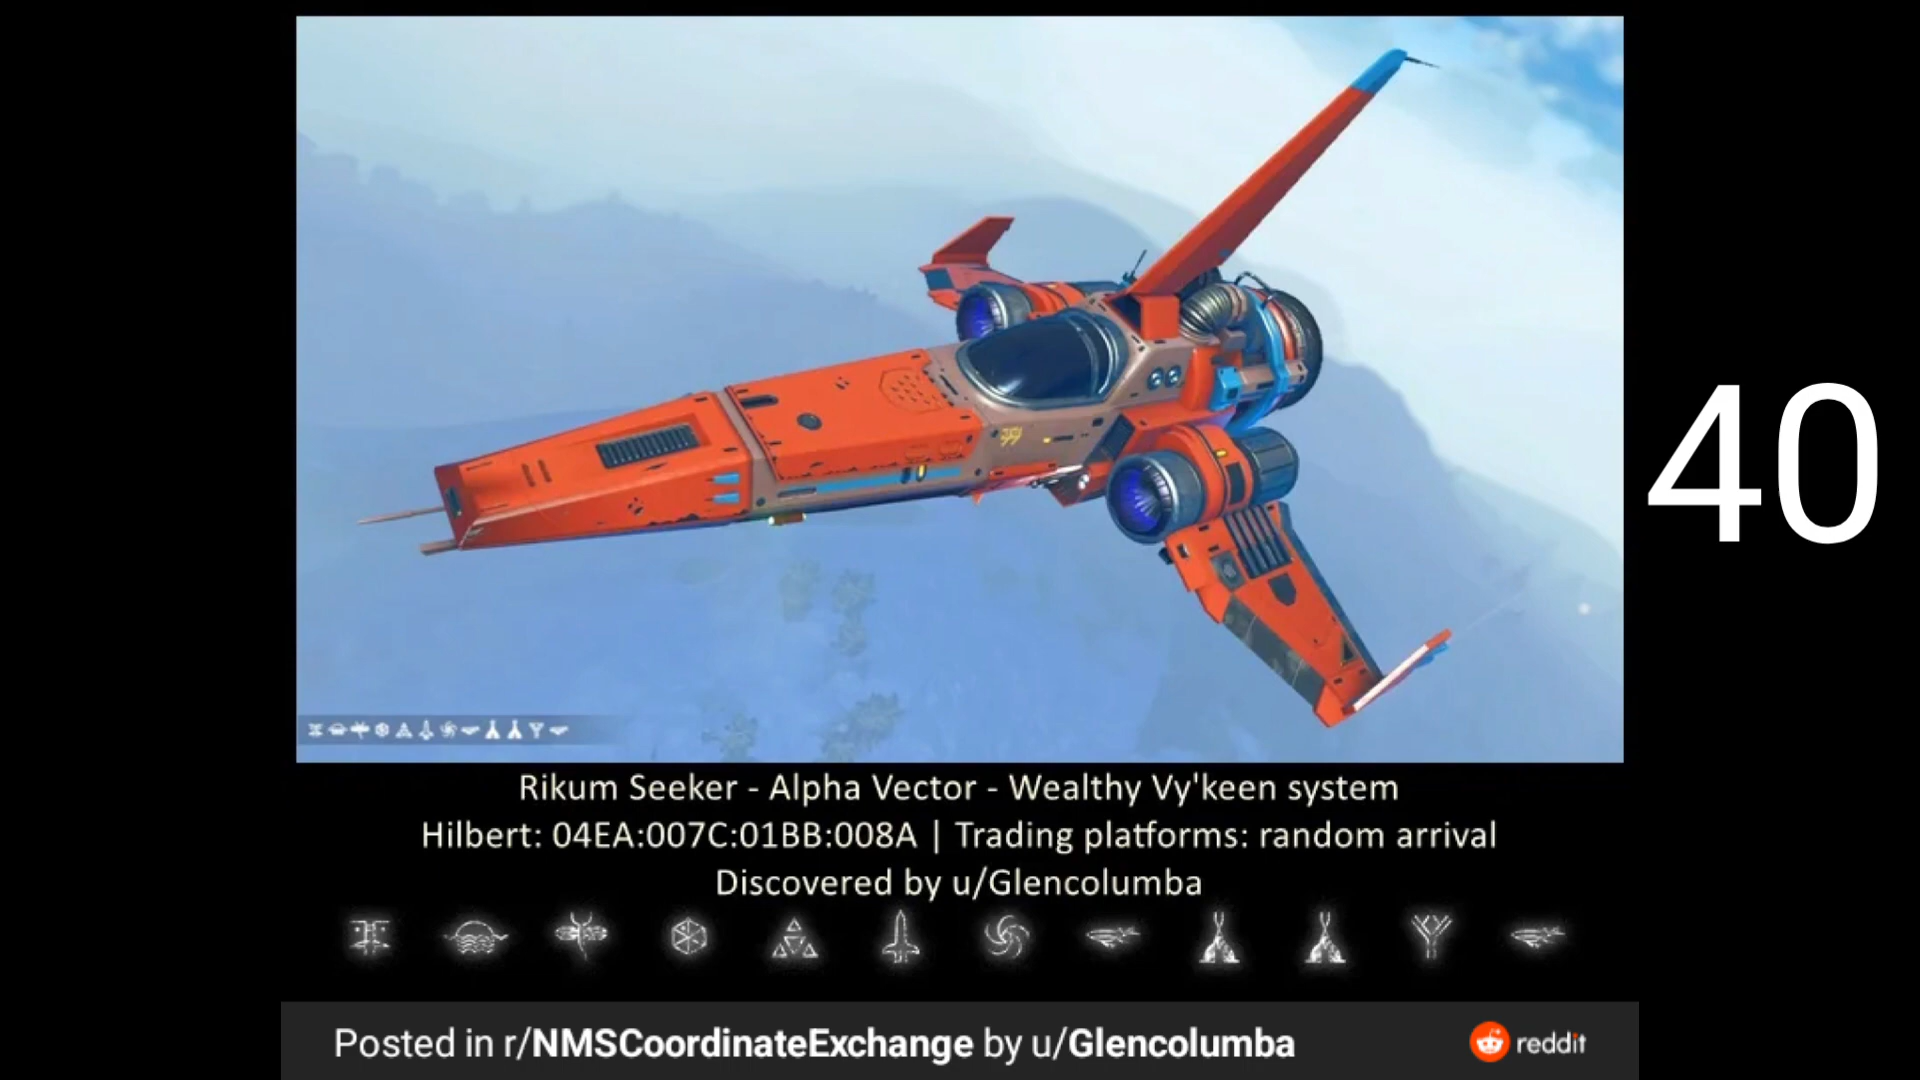 40
99
Rikum Seeker - Alpha Vector - Wealthy Vy'keen system
Hilbert: 04EA:007C:01BB:008A | Trading platforms: random arrival
Discovered by u/Glencolumba
Posted in r/NMSCoordinateExchange by u/Glencolumba
reddit